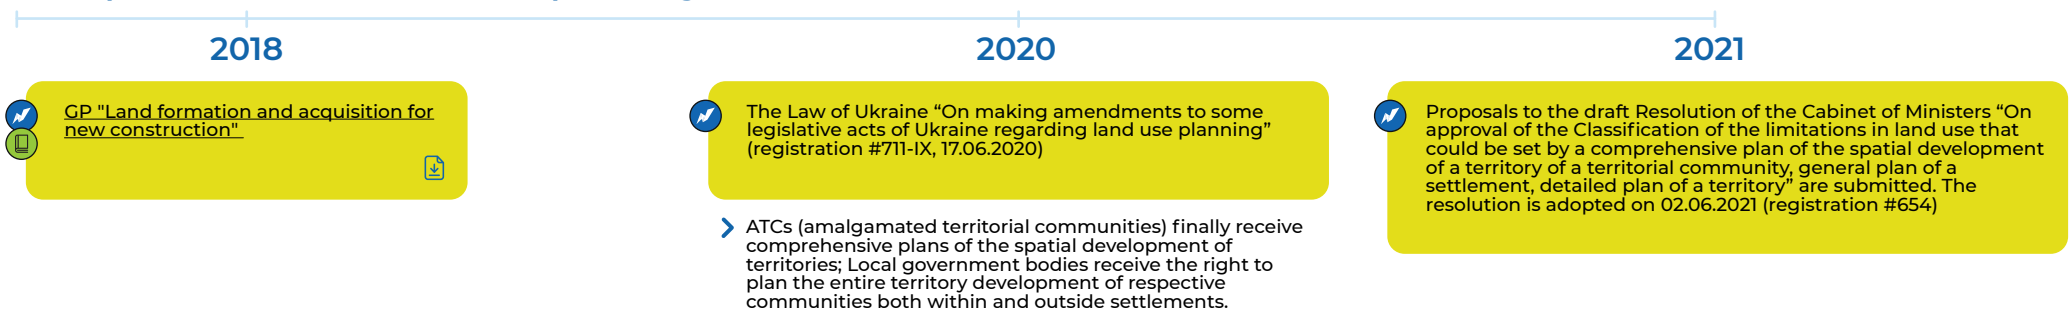 2018
2020
2021
GP "Land formation and acquisition for
new construction"
The Law of Ukraine “On making amendments to some
legislative acts of Ukraine regarding land use planning”
(registration #711-IX, 17.06.2020)
ATCs (amalgamated territorial communities) finally receive
comprehensive plans of the spatial development of
territories; Local government bodies receive the right to
plan the entire territory development of respective
communities both within and outside settlements.
Proposals to the draft Resolution of the Cabinet of Ministers “On
approval of the Classification of the limitations in land use that
could be set by a comprehensive plan of the spatial development
of a territory of a territorial community, general plan of a
settlement, detailed plan of a territory” are submitted. The
resolution is adopted on 02.06.2021 (registration #654)